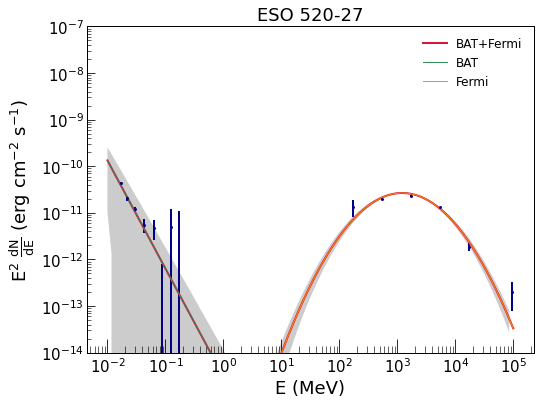 ESO 520-27
BAT+Fermi
BAT
Fermi
10⁻⁷
10⁻⁸
10⁻⁹
10⁻¹⁰
10⁻¹¹
10⁻¹²
10⁻¹³
10⁻¹⁴
E² dN/dE (erg cm⁻² s⁻¹)
10⁻² 10⁻¹ 10⁰ 10¹ 10² 10³ 10⁴ 10⁵
E (MeV)